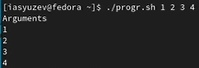 [iasyuzev@fedora ~]$ ./progr.sh 1 2 3 4
Arguments
1
2
3
4